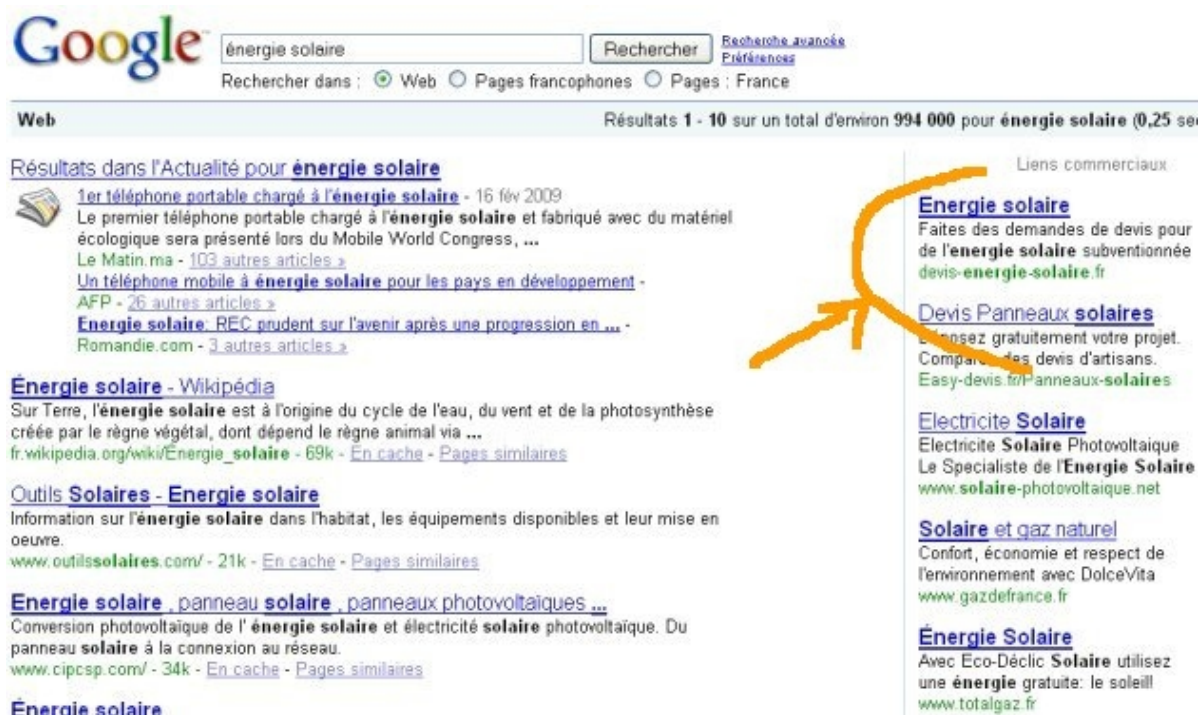 Google
énergie solaire
Rechercher
Recherche avancée
Préférences
Rechercher dans : Web Pages francophones Pages : France
Web
Résultats 1 - 10 sur un total d'environ 994 000 pour énergie solaire (0,25 sec
Résultats dans l'Actualité pour énergie solaire
1er téléphone portable chargé à l'énergie solaire - 16 fév 2009
Le premier téléphone portable chargé à l'énergie solaire et fabriqué avec du matériel
écologique sera présenté lors du Mobile World Congress, ...
Le Matin.ma - 103 autres articles »
Un téléphone mobile à énergie solaire pour les pays en développement -
AFP - 26 autres articles »
Energie solaire: REC prudent sur l'avenir après une progression en ... -
Romandie.com - 3 autres articles »
Énergie solaire - Wikipédia
Sur Terre, l'énergie solaire est à l'origine du cycle de l'eau, du vent et de la photosynthèse
créée par le règne végétal, dont dépend le règne animal via ...
fr.wikipedia.org/wiki/Énergie_solaire - 69k - En cache - Pages similaires
Outils Solaires - Energie solaire
Information sur l'énergie solaire dans l'habitat, les équipements disponibles et leur mise en
oeuvre.
www.outilssolaires.com/ - 21k - En cache - Pages similaires
Energie solaire , panneau solaire , panneaux photovoltaïques ...
Conversion photovoltaïque de l' énergie solaire et électricité solaire photovoltaïque. Du
panneau solaire à la connexion au réseau.
www.cipcsp.com/ - 34k - En cache - Pages similaires
Énergie solaire
Liens commerciaux
Energie solaire
Faites des demandes de devis pour
de l'energie solaire subventionnée
devis-energie-solaire.fr
Devis Panneaux solaires
Déposez gratuitement votre projet.
des devis d'artisans.
Easy-devis.fr/Panneaux-solaires
Electricite Solaire
Electricite Solaire Photovoltaique
Le Specialiste de l'Energie Solaire
www.solaire-photovoltaique.net
Solaire et gaz naturel
Confort, économie et respect de
l'environnement avec DolceVita
www.gazdefrance.fr
Énergie Solaire
Avec Eco-Déclic Solaire utilisez
une énergie gratuite: le soleil!
www.totalgaz.fr